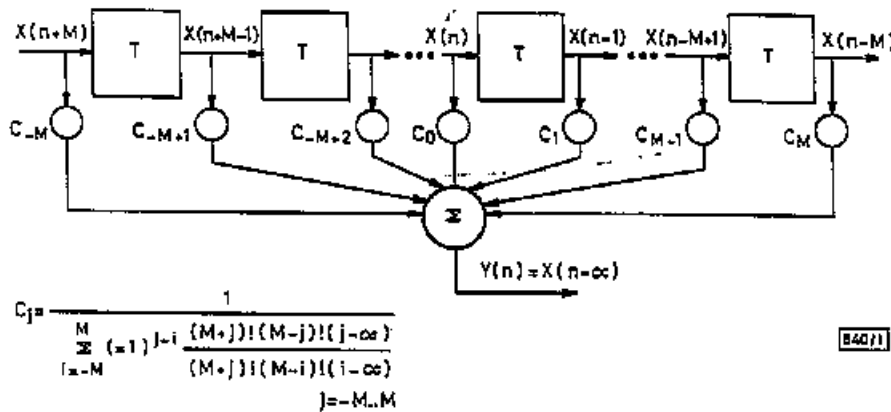 X(n+M) T X(n+M-1) T X(n) T X(n-1) X(n-M+1) T X(n-M)
C-M C-M+1 C-M+2 C0 C1 CM-1 CM
Σ
Y(n)=X(n-∝)
Cj= 1
M
Σ (-1) j+i (M+j)!(M-j)!(j-∝)
i=-M (M+j)!(M-i)!(i-∝)
j=-M..M
840/1